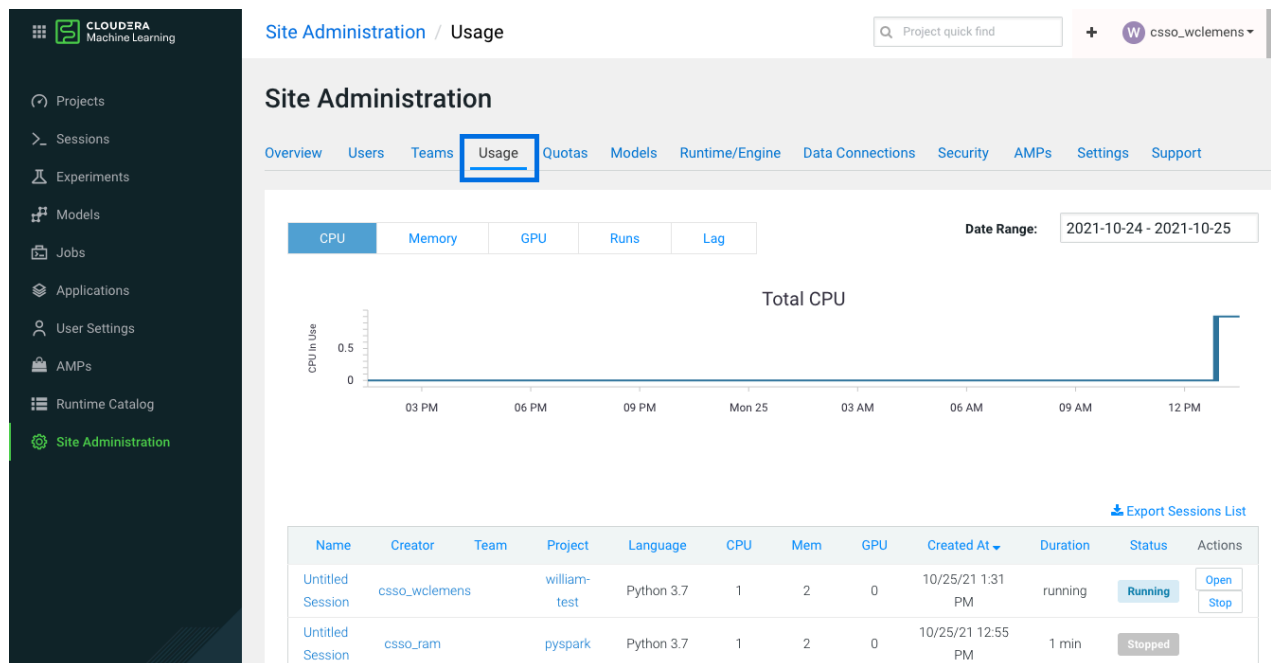 CLOUDERA
Machine Learning
Site Administration / Usage
Project quick find
+
W csso_wclemens
Projects
Sessions
Experiments
Models
Jobs
Applications
User Settings
AMPs
Runtime Catalog
Site Administration
Site Administration
Overview Users Teams Usage Quotas Models Runtime/Engine Data Connections Security AMPs Settings Support
CPU Memory GPU Runs Lag
Date Range: 2021-10-24 - 2021-10-25
Total CPU
CPU In Use
0.5
0
03 PM 06 PM 09 PM Mon 25 03 AM 06 AM 09 AM 12 PM
Export Sessions List
Name Creator Team Project Language CPU Mem GPU Created At Duration Status Actions
Untitled Session csso_wclemens william-test Python 3.7 1 2 0 10/25/21 1:31 PM running Running Open Stop
Untitled Session csso_ram pyspark Python 3.7 1 2 0 10/25/21 12:55 PM 1 min Stopped